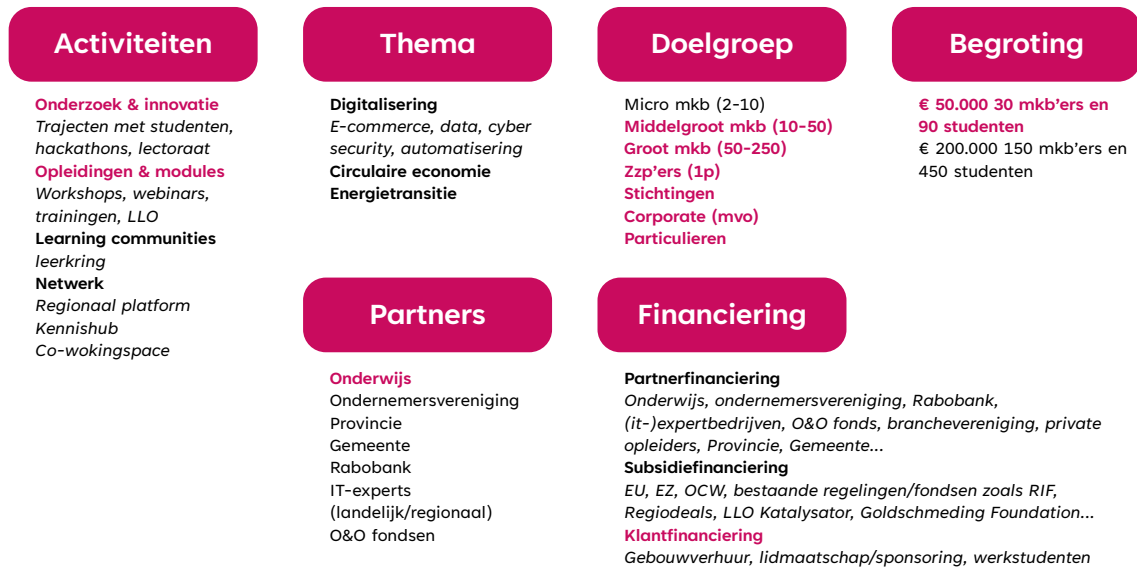 Activiteiten
Onderzoek & innovatie
Trajecten met studenten,
hackathons, lectoraat
Opleidingen & modules
Workshops, webinars,
trainingen, LLO
Learning communities
leerkring
Netwerk
Regionaal platform
Kennishub
Co-wokingspace
Thema
Digitalisering
E-commerce, data, cyber
security, automatisering
Circulaire economie
Energietransitie
Doelgroep
Micro mkb (2-10)
Middelgroot mkb (10-50)
Groot mkb (50-250)
Zzp'ers (1p)
Stichtingen
Corporate (mvo)
Particulieren
Begroting
€ 50.000 30 mkb'ers en
90 studenten
€ 200.000 150 mkb'ers en
450 studenten
Partners
Onderwijs
Ondernemersvereniging
Provincie
Gemeente
Rabobank
IT-experts
(landelijk/regionaal)
O&O fondsen
Financiering
Partnerfinanciering
Onderwijs, ondernemersvereniging, Rabobank,
(it-)expertbedrijven, O&O fonds, branchevereniging, private
opleiders, Provincie, Gemeente...
Subsidiefinanciering
EU, EZ, OCW, bestaande regelingen/fondsen zoals RIF,
Regiodeals, LLO Katalysator, Goldschmeding Foundation...
Klantfinanciering
Gebouwverhuur, lidmaatschap/sponsoring, werkstudenten